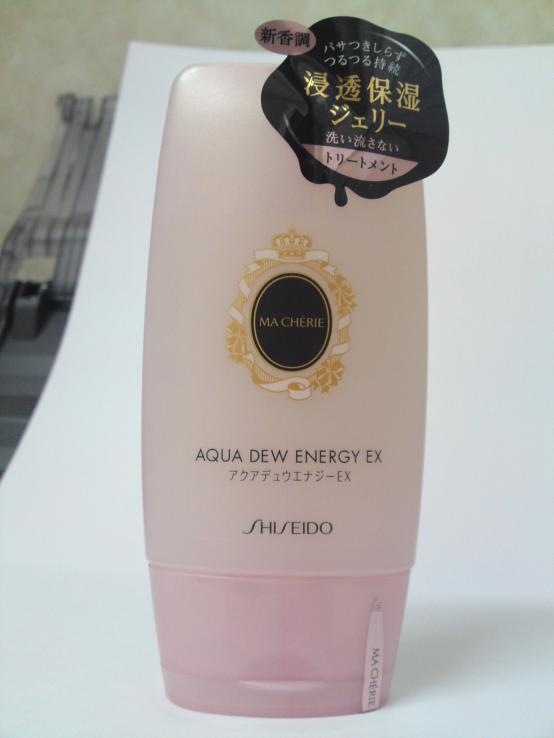 新香調
パサつきしらず
つるつる持続
浸透保湿
ジェリー
洗い流さない
トリートメント
MA CHÉRIE
AQUA DEW ENERGY EX
アクアデュウエナジーEX
SHISEIDO
MA CHÉRIE